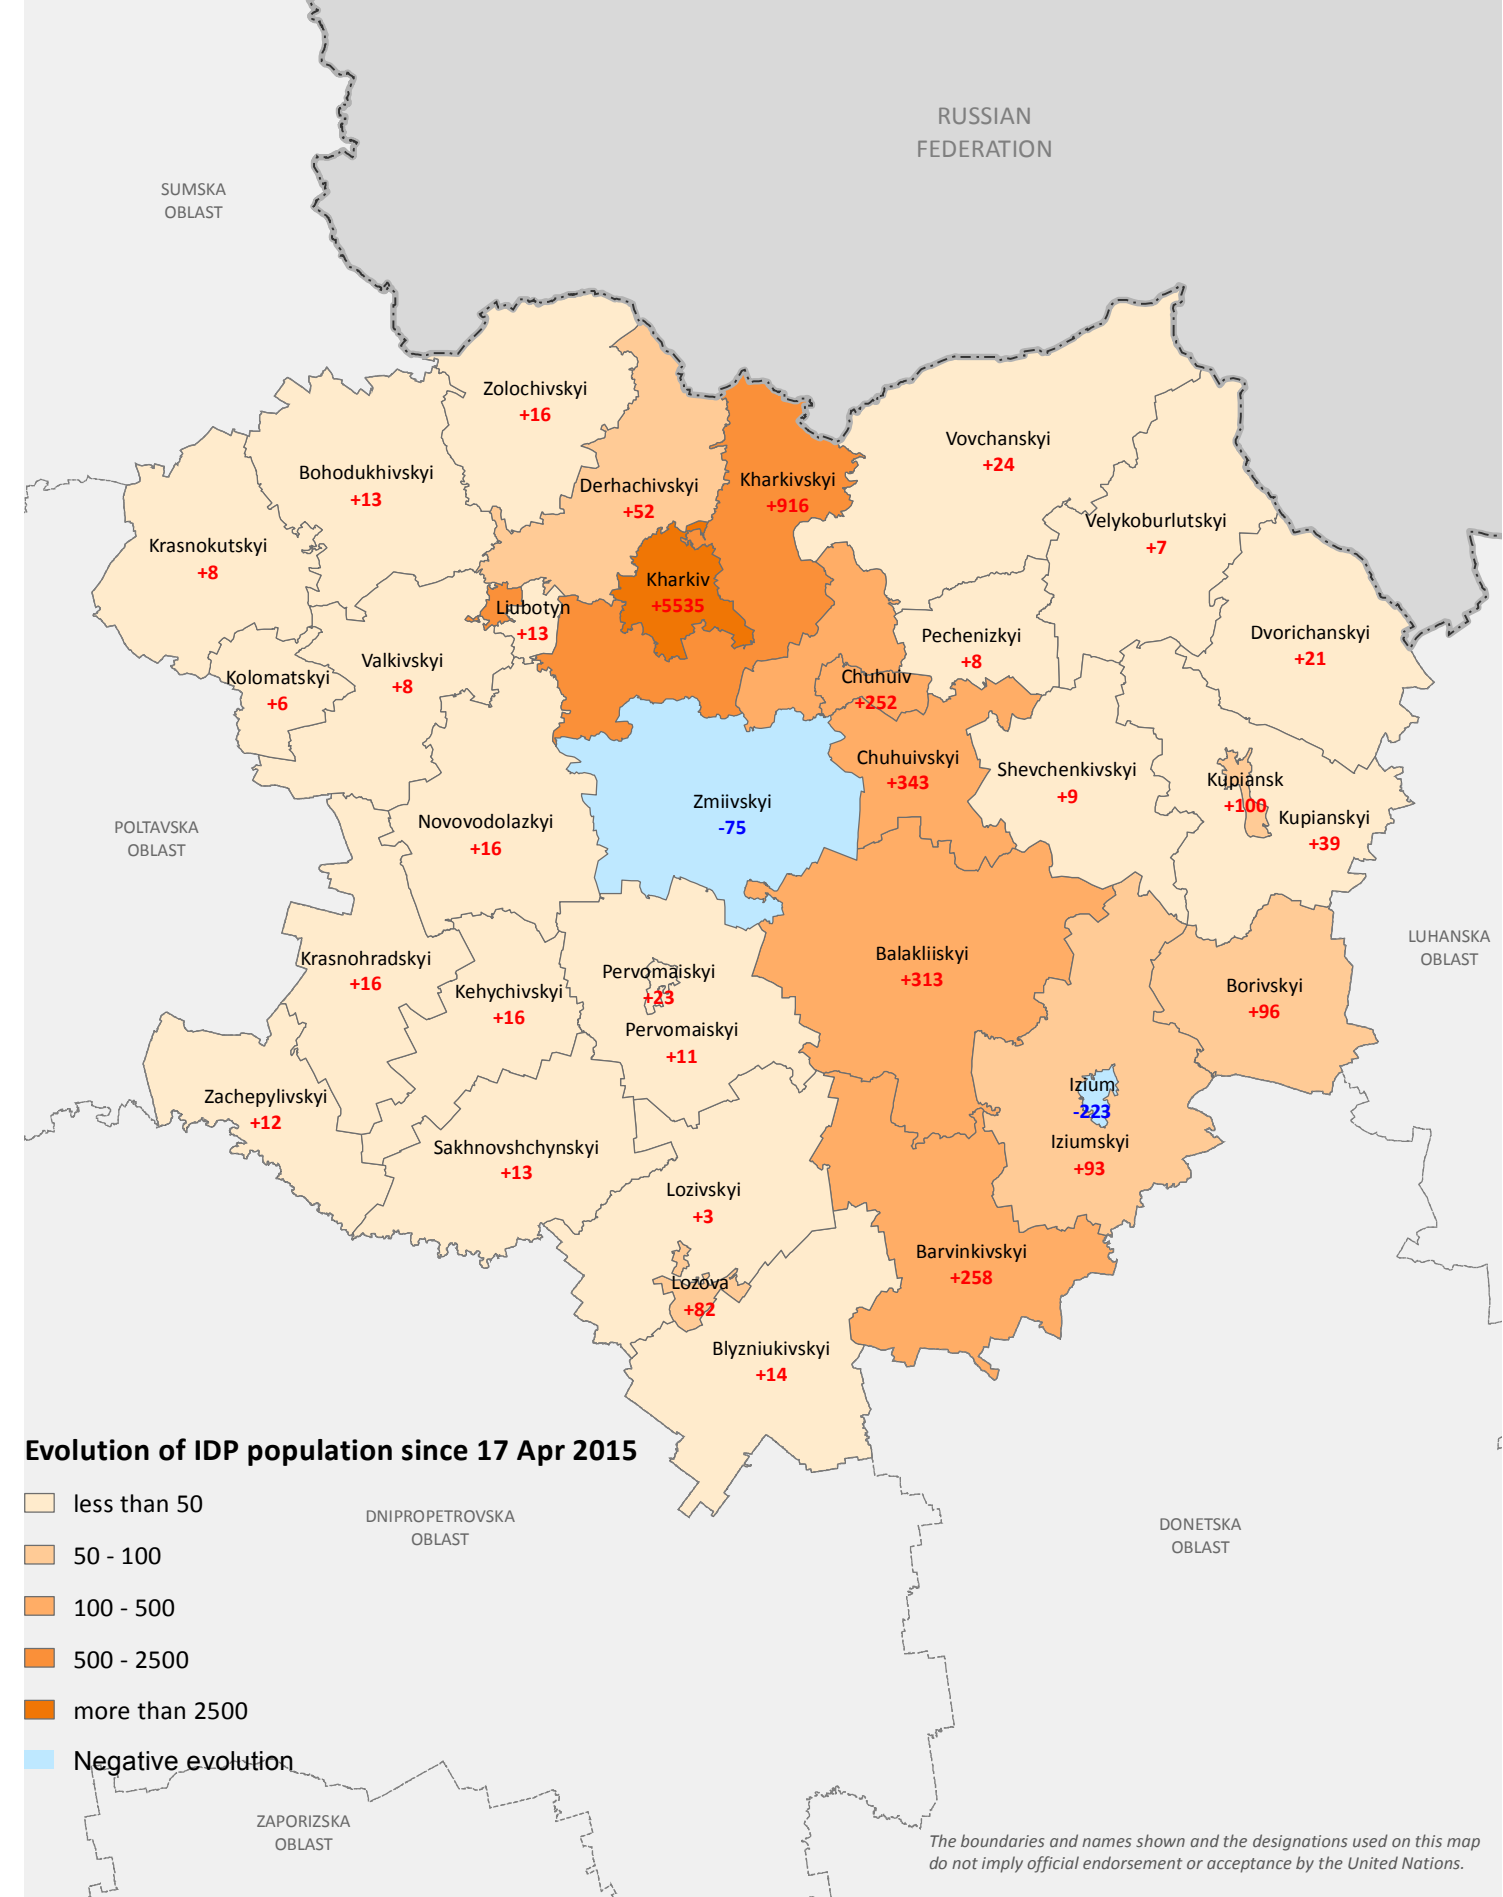 RUSSIAN
FEDERATION
SUMSKA
OBLAST
Zolochivskyi
+16
Vovchanskyi
+24
Bohodukhivskyi
+13
Derhachivskyi
+52
Kharkivskyi
+916
Velykoburlutskyi
+7
Krasnokutskyi
+8
Kharkiv
+5535
Liubotyn
+13
Pechenizkyi
+8
Dvorichanskyi
+21
Kolomatskyi
+6
Valkivskyi
+8
Chuhuiv
+252
Chuhuivskyi
+343
Shevchenkivskyi
+9
Kupiansk
+100
Kupianskyi
+39
Zmiivskyi
-75
POLTAVSKA
OBLAST
Novovodolazkyi
+16
LUHANSKA
OBLAST
Krasnohradskyi
+16
Kehychivskyi
+16
Pervomaiskyi
+23
Pervomaiskyi
+11
Balakliiskyi
+313
Borivskyi
+96
Zachepylivskyi
+12
Izium
-223
Iziumskyi
+93
Sakhnovshchynskyi
+13
Lozivskyi
+3
Barvinkivskyi
+258
Lozova
+82
Blyzniukivskyi
+14
Evolution of IDP population since 17 Apr 2015
less than 50
50 - 100
100 - 500
500 - 2500
more than 2500
Negative evolution
DNIPROPETROVSKA
OBLAST
DONETSKA
OBLAST
ZAPORIZSKA
OBLAST
The boundaries and names shown and the designations used on this map
do not imply official endorsement or acceptance by the United Nations.